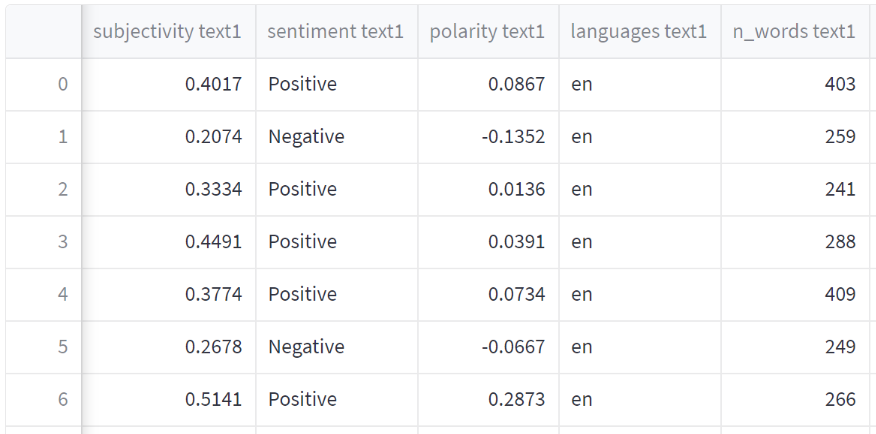 subjectivity text1 sentiment text1 polarity text1 languages text1 n_words text1
0 0.4017 Positive 0.0867 en 403
1 0.2074 Negative -0.1352 en 259
2 0.3334 Positive 0.0136 en 241
3 0.4491 Positive 0.0391 en 288
4 0.3774 Positive 0.0734 en 409
5 0.2678 Negative -0.0667 en 249
6 0.5141 Positive 0.2873 en 266